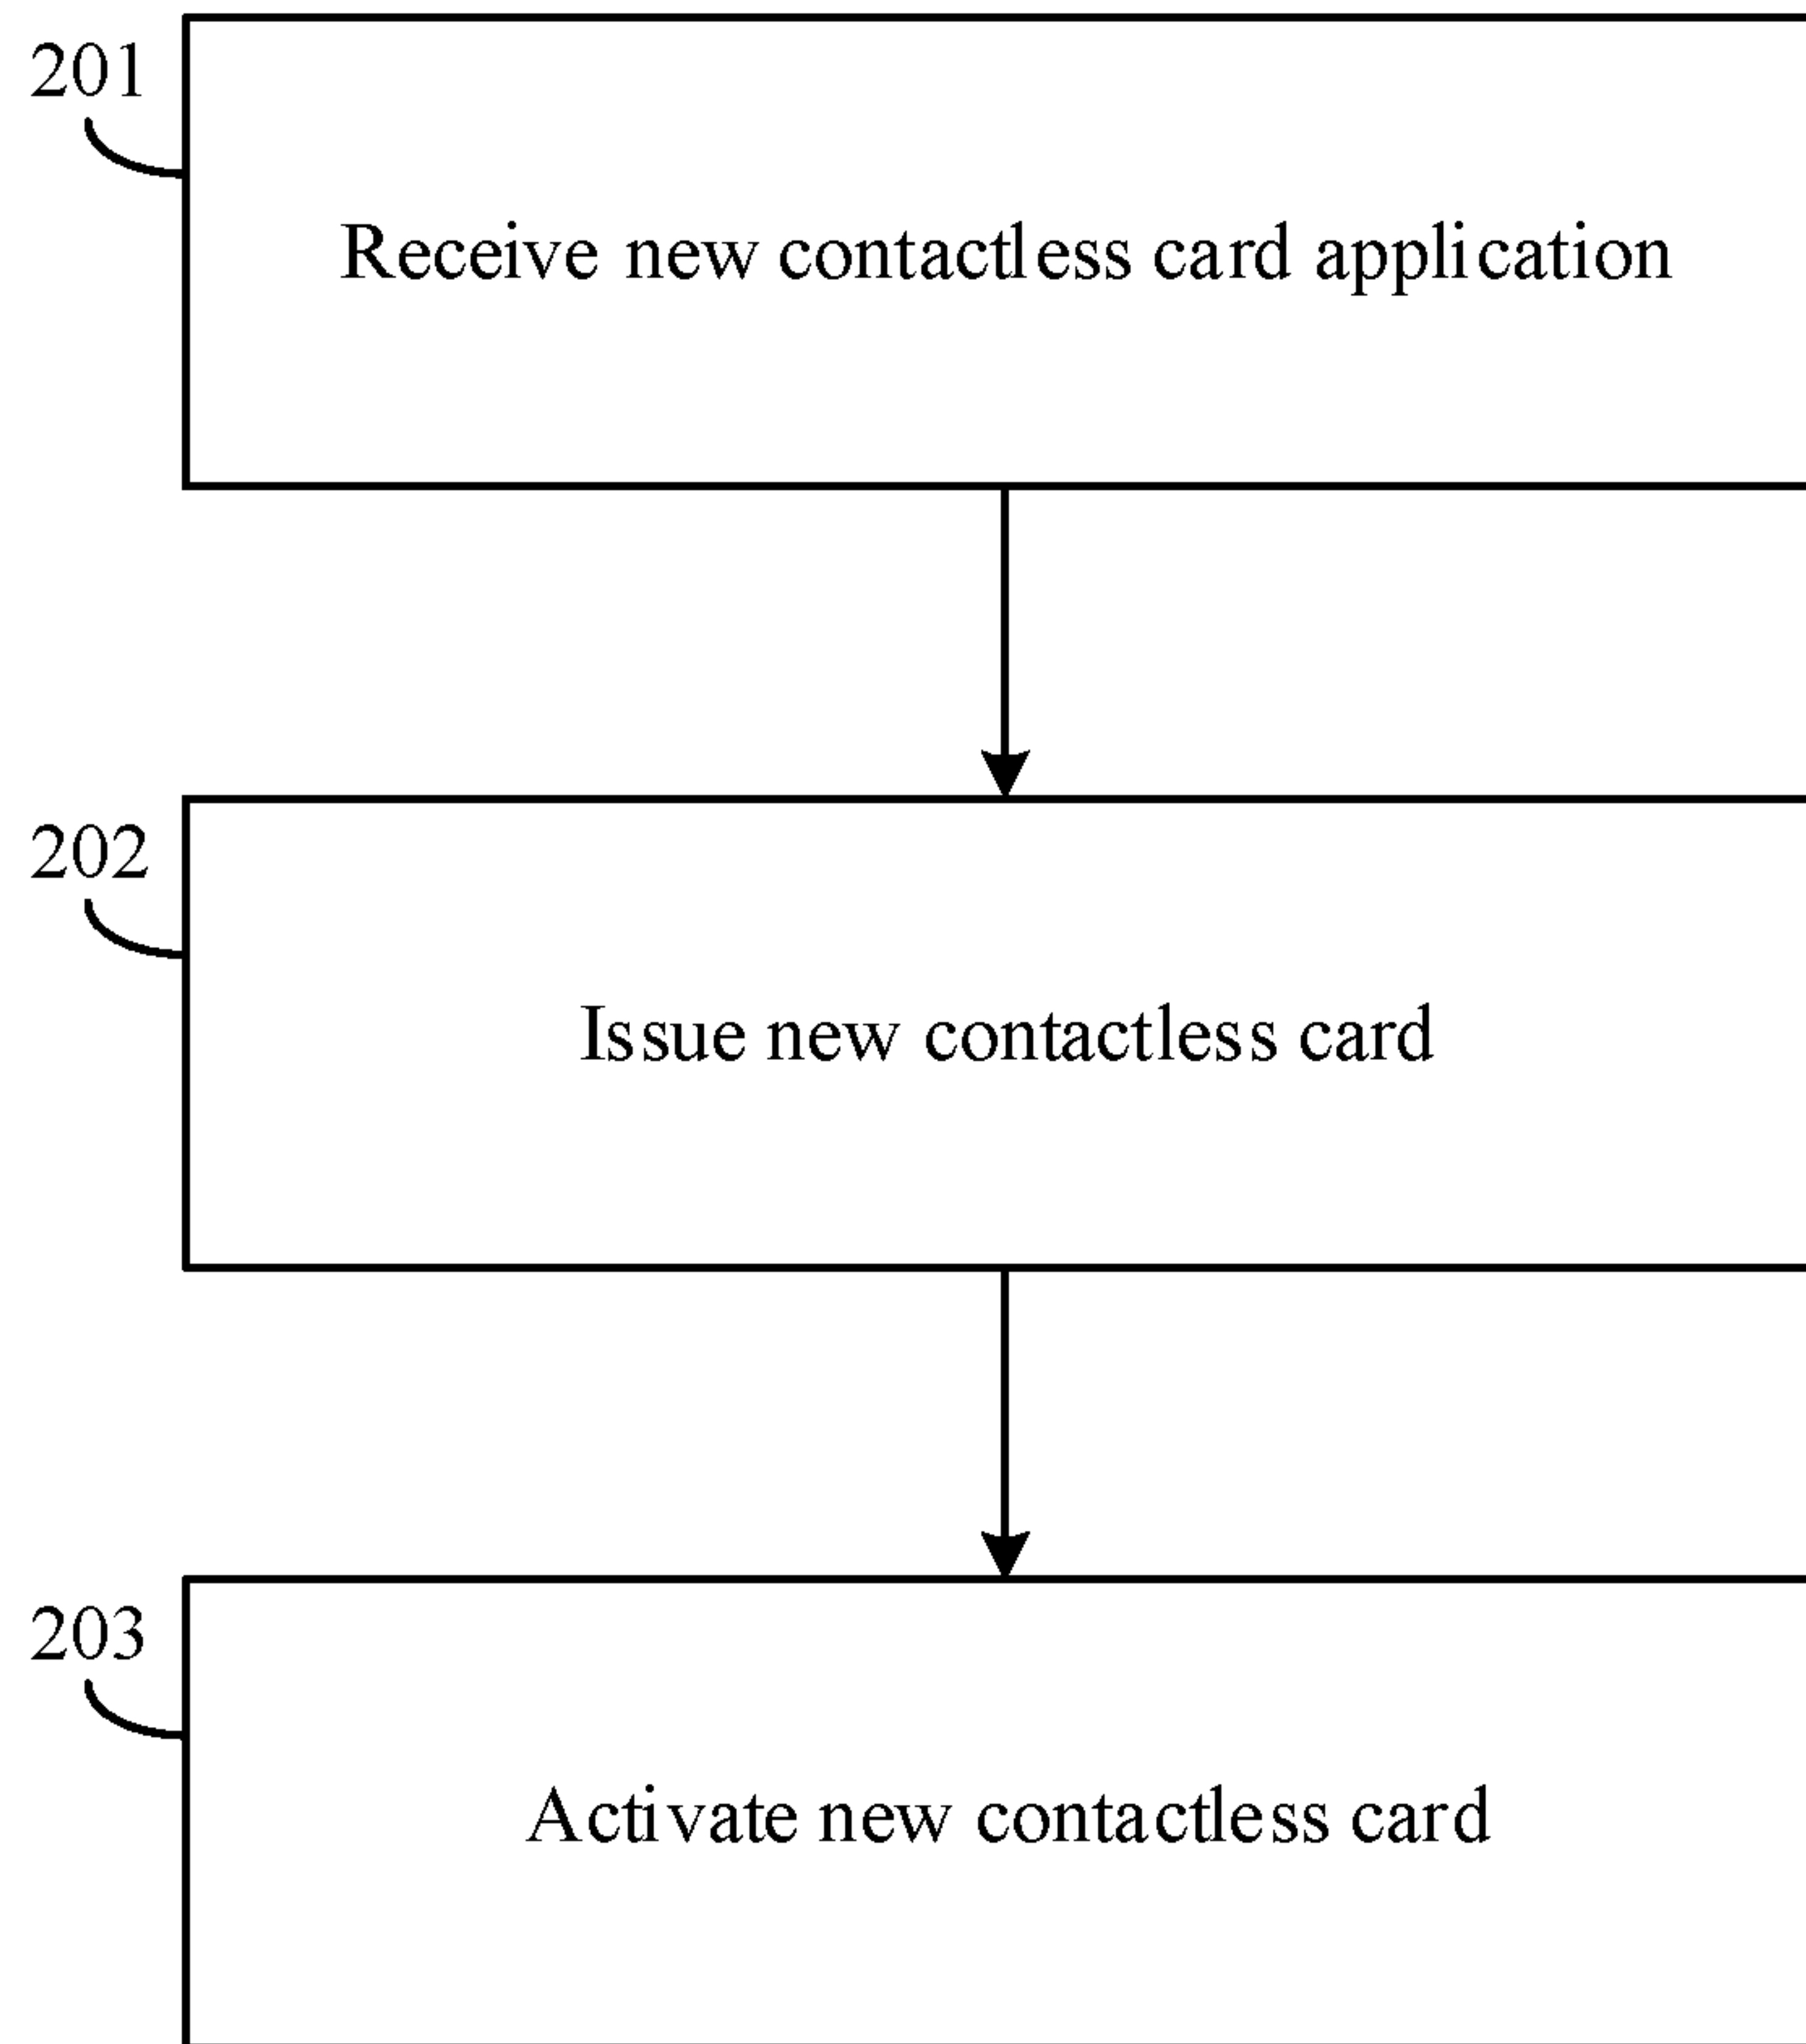 201
Receive new contactless card application
202
Issue new contactless card
203
Activate new contactless card